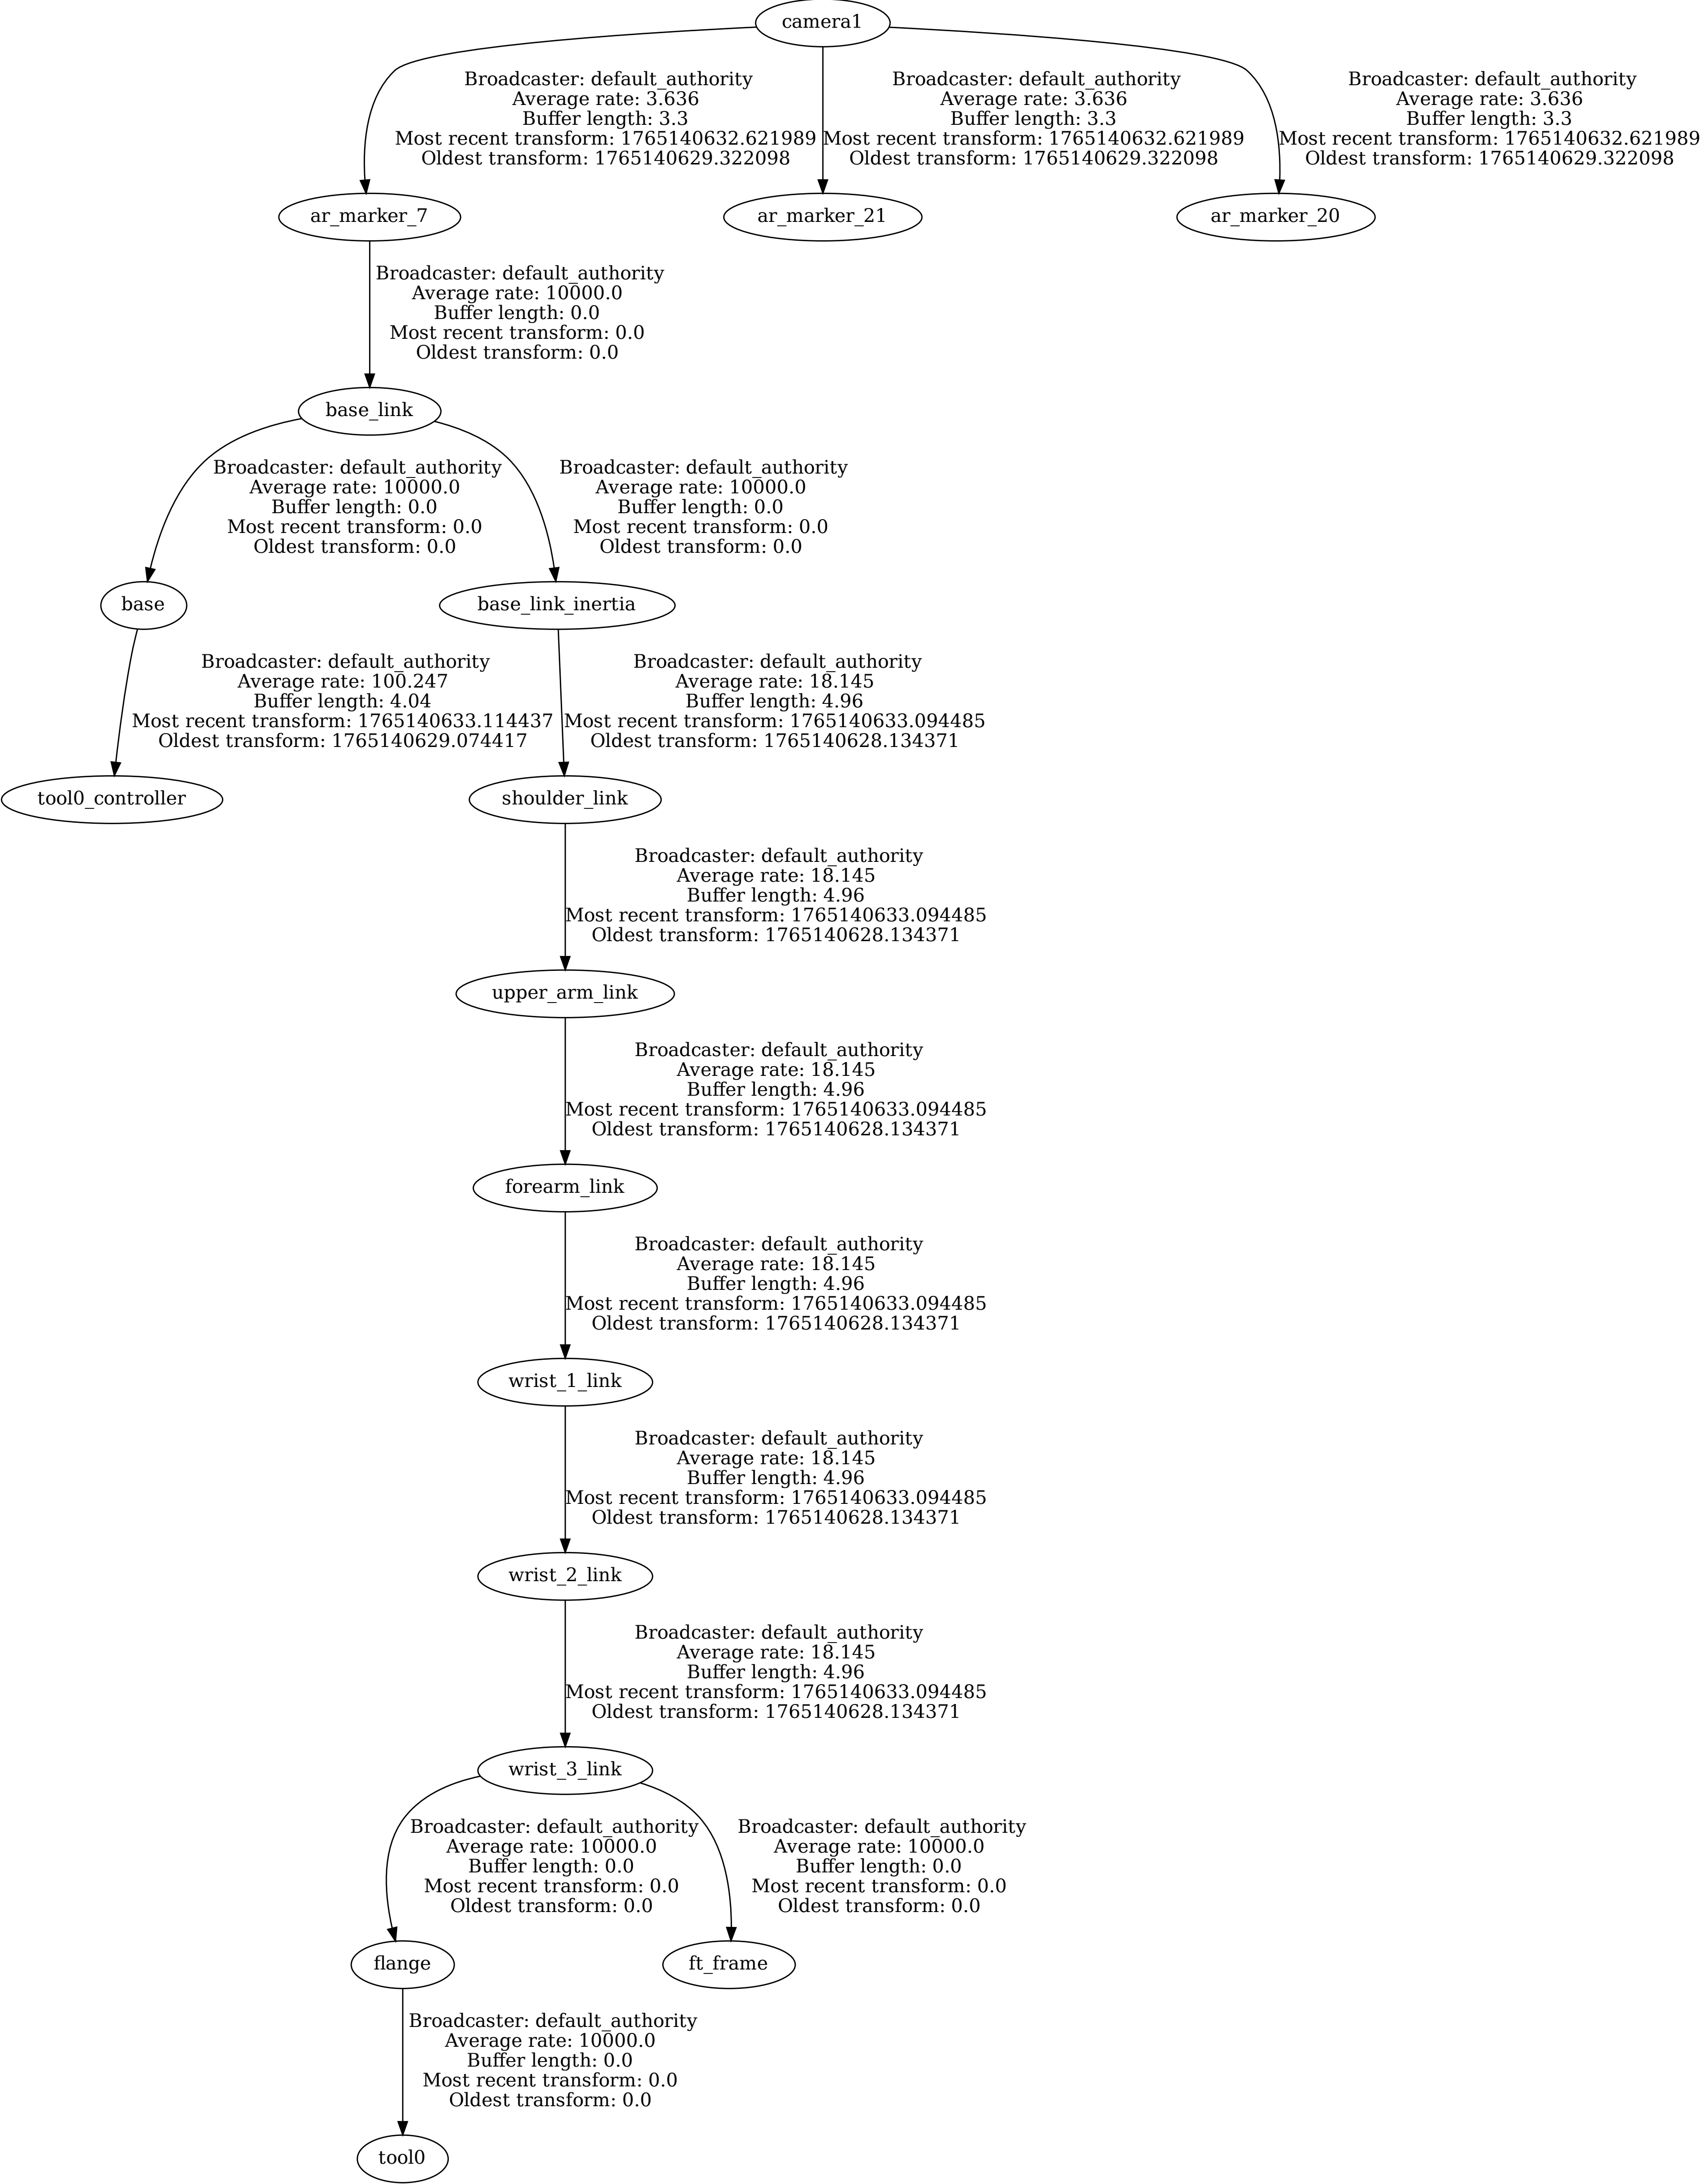 camera1
Broadcaster: default_authority
Average rate: 3.636
Buffer length: 3.3
Most recent transform: 1765140632.621989
Oldest transform: 1765140629.322098
Broadcaster: default_authority
Average rate: 3.636
Buffer length: 3.3
Most recent transform: 1765140632.621989
Oldest transform: 1765140629.322098
Broadcaster: default_authority
Average rate: 3.636
Buffer length: 3.3
Most recent transform: 1765140632.621989
Oldest transform: 1765140629.322098
ar_marker_7
ar_marker_21
ar_marker_20
Broadcaster: default_authority
Average rate: 10000.0
Buffer length: 0.0
Most recent transform: 0.0
Oldest transform: 0.0
base_link
Broadcaster: default_authority
Average rate: 10000.0
Buffer length: 0.0
Most recent transform: 0.0
Oldest transform: 0.0
Broadcaster: default_authority
Average rate: 10000.0
Buffer length: 0.0
Most recent transform: 0.0
Oldest transform: 0.0
base
base_link_inertia
Broadcaster: default_authority
Average rate: 100.247
Buffer length: 4.04
Most recent transform: 1765140633.114437
Oldest transform: 1765140629.074417
Broadcaster: default_authority
Average rate: 18.145
Buffer length: 4.96
Most recent transform: 1765140633.094485
Oldest transform: 1765140628.134371
tool0_controller
shoulder_link
Broadcaster: default_authority
Average rate: 18.145
Buffer length: 4.96
Most recent transform: 1765140633.094485
Oldest transform: 1765140628.134371
upper_arm_link
Broadcaster: default_authority
Average rate: 18.145
Buffer length: 4.96
Most recent transform: 1765140633.094485
Oldest transform: 1765140628.134371
forearm_link
Broadcaster: default_authority
Average rate: 18.145
Buffer length: 4.96
Most recent transform: 1765140633.094485
Oldest transform: 1765140628.134371
wrist_1_link
Broadcaster: default_authority
Average rate: 18.145
Buffer length: 4.96
Most recent transform: 1765140633.094485
Oldest transform: 1765140628.134371
wrist_2_link
Broadcaster: default_authority
Average rate: 18.145
Buffer length: 4.96
Most recent transform: 1765140633.094485
Oldest transform: 1765140628.134371
wrist_3_link
Broadcaster: default_authority
Average rate: 10000.0
Buffer length: 0.0
Most recent transform: 0.0
Oldest transform: 0.0
Broadcaster: default_authority
Average rate: 10000.0
Buffer length: 0.0
Most recent transform: 0.0
Oldest transform: 0.0
flange
ft_frame
Broadcaster: default_authority
Average rate: 10000.0
Buffer length: 0.0
Most recent transform: 0.0
Oldest transform: 0.0
tool0